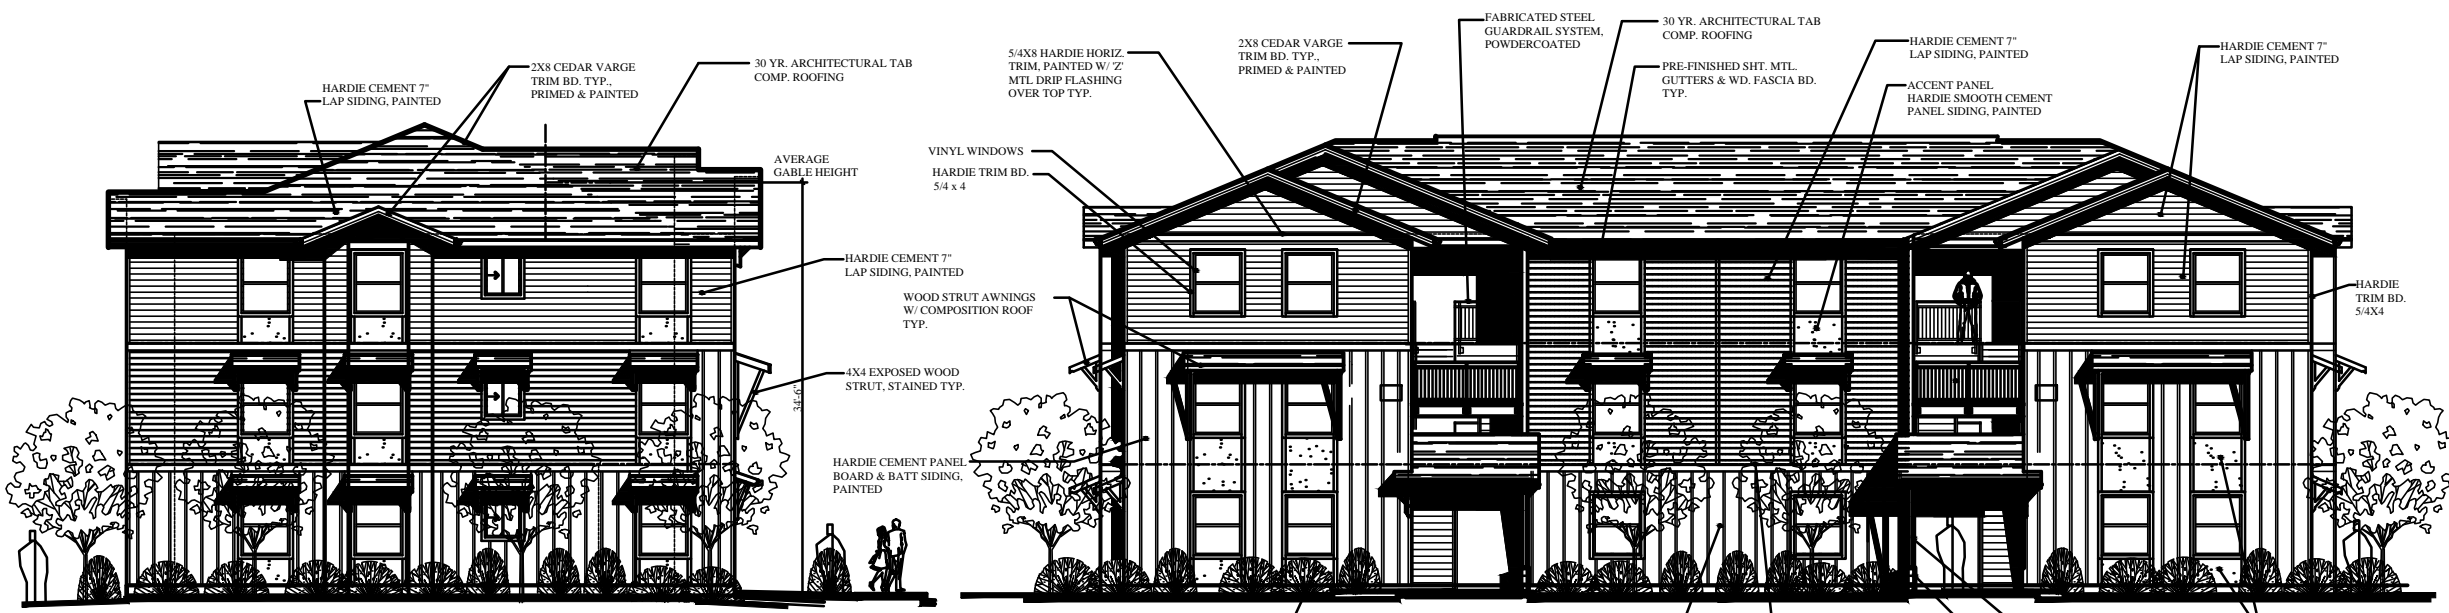 HARDIE CEMENT 7"
LAP SIDING, PAINTED
2X8 CEDAR VARGE
TRIM BD. TYP.,
PRIMED & PAINTED
30 YR. ARCHITECTURAL TAB
COMP. ROOFING
AVERAGE
GABLE HEIGHT
HARDIE CEMENT 7"
LAP SIDING, PAINTED
4X4 EXPOSED WOOD
STRUT, STAINED TYP.
34'-6"
HARDIE CEMENT PANEL
BOARD & BATT SIDING,
PAINTED
5/4X8 HARDIE HORIZ.
TRIM, PAINTED W/ 'Z'
MTL DRIP FLASHING
OVER TOP TYP.
VINYL WINDOWS
HARDIE TRIM BD.
5/4 x 4
WOOD STRUT AWNINGS
W/ COMPOSITION ROOF
TYP.
2X8 CEDAR VARGE
TRIM BD. TYP.,
PRIMED & PAINTED
FABRICATED STEEL
GUARDRAIL SYSTEM,
POWDERCOATED
30 YR. ARCHITECTURAL TAB
COMP. ROOFING
PRE-FINISHED SHT. MTL.
GUTTERS & WD. FASCIA BD.
TYP.
HARDIE CEMENT 7"
LAP SIDING, PAINTED
ACCENT PANEL
HARDIE SMOOTH CEMENT
PANEL SIDING, PAINTED
HARDIE CEMENT 7"
LAP SIDING, PAINTED
HARDIE
TRIM BD.
5/4X4